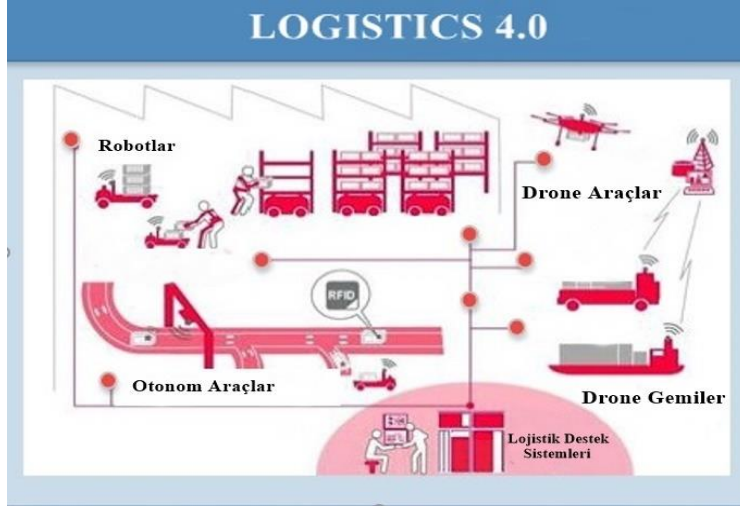 LOGISTICS 4.0
Robotlar
Drone Araçlar
RFID
Otonom Araçlar
Drone Gemiler
Lojistik Destek
Sistemleri